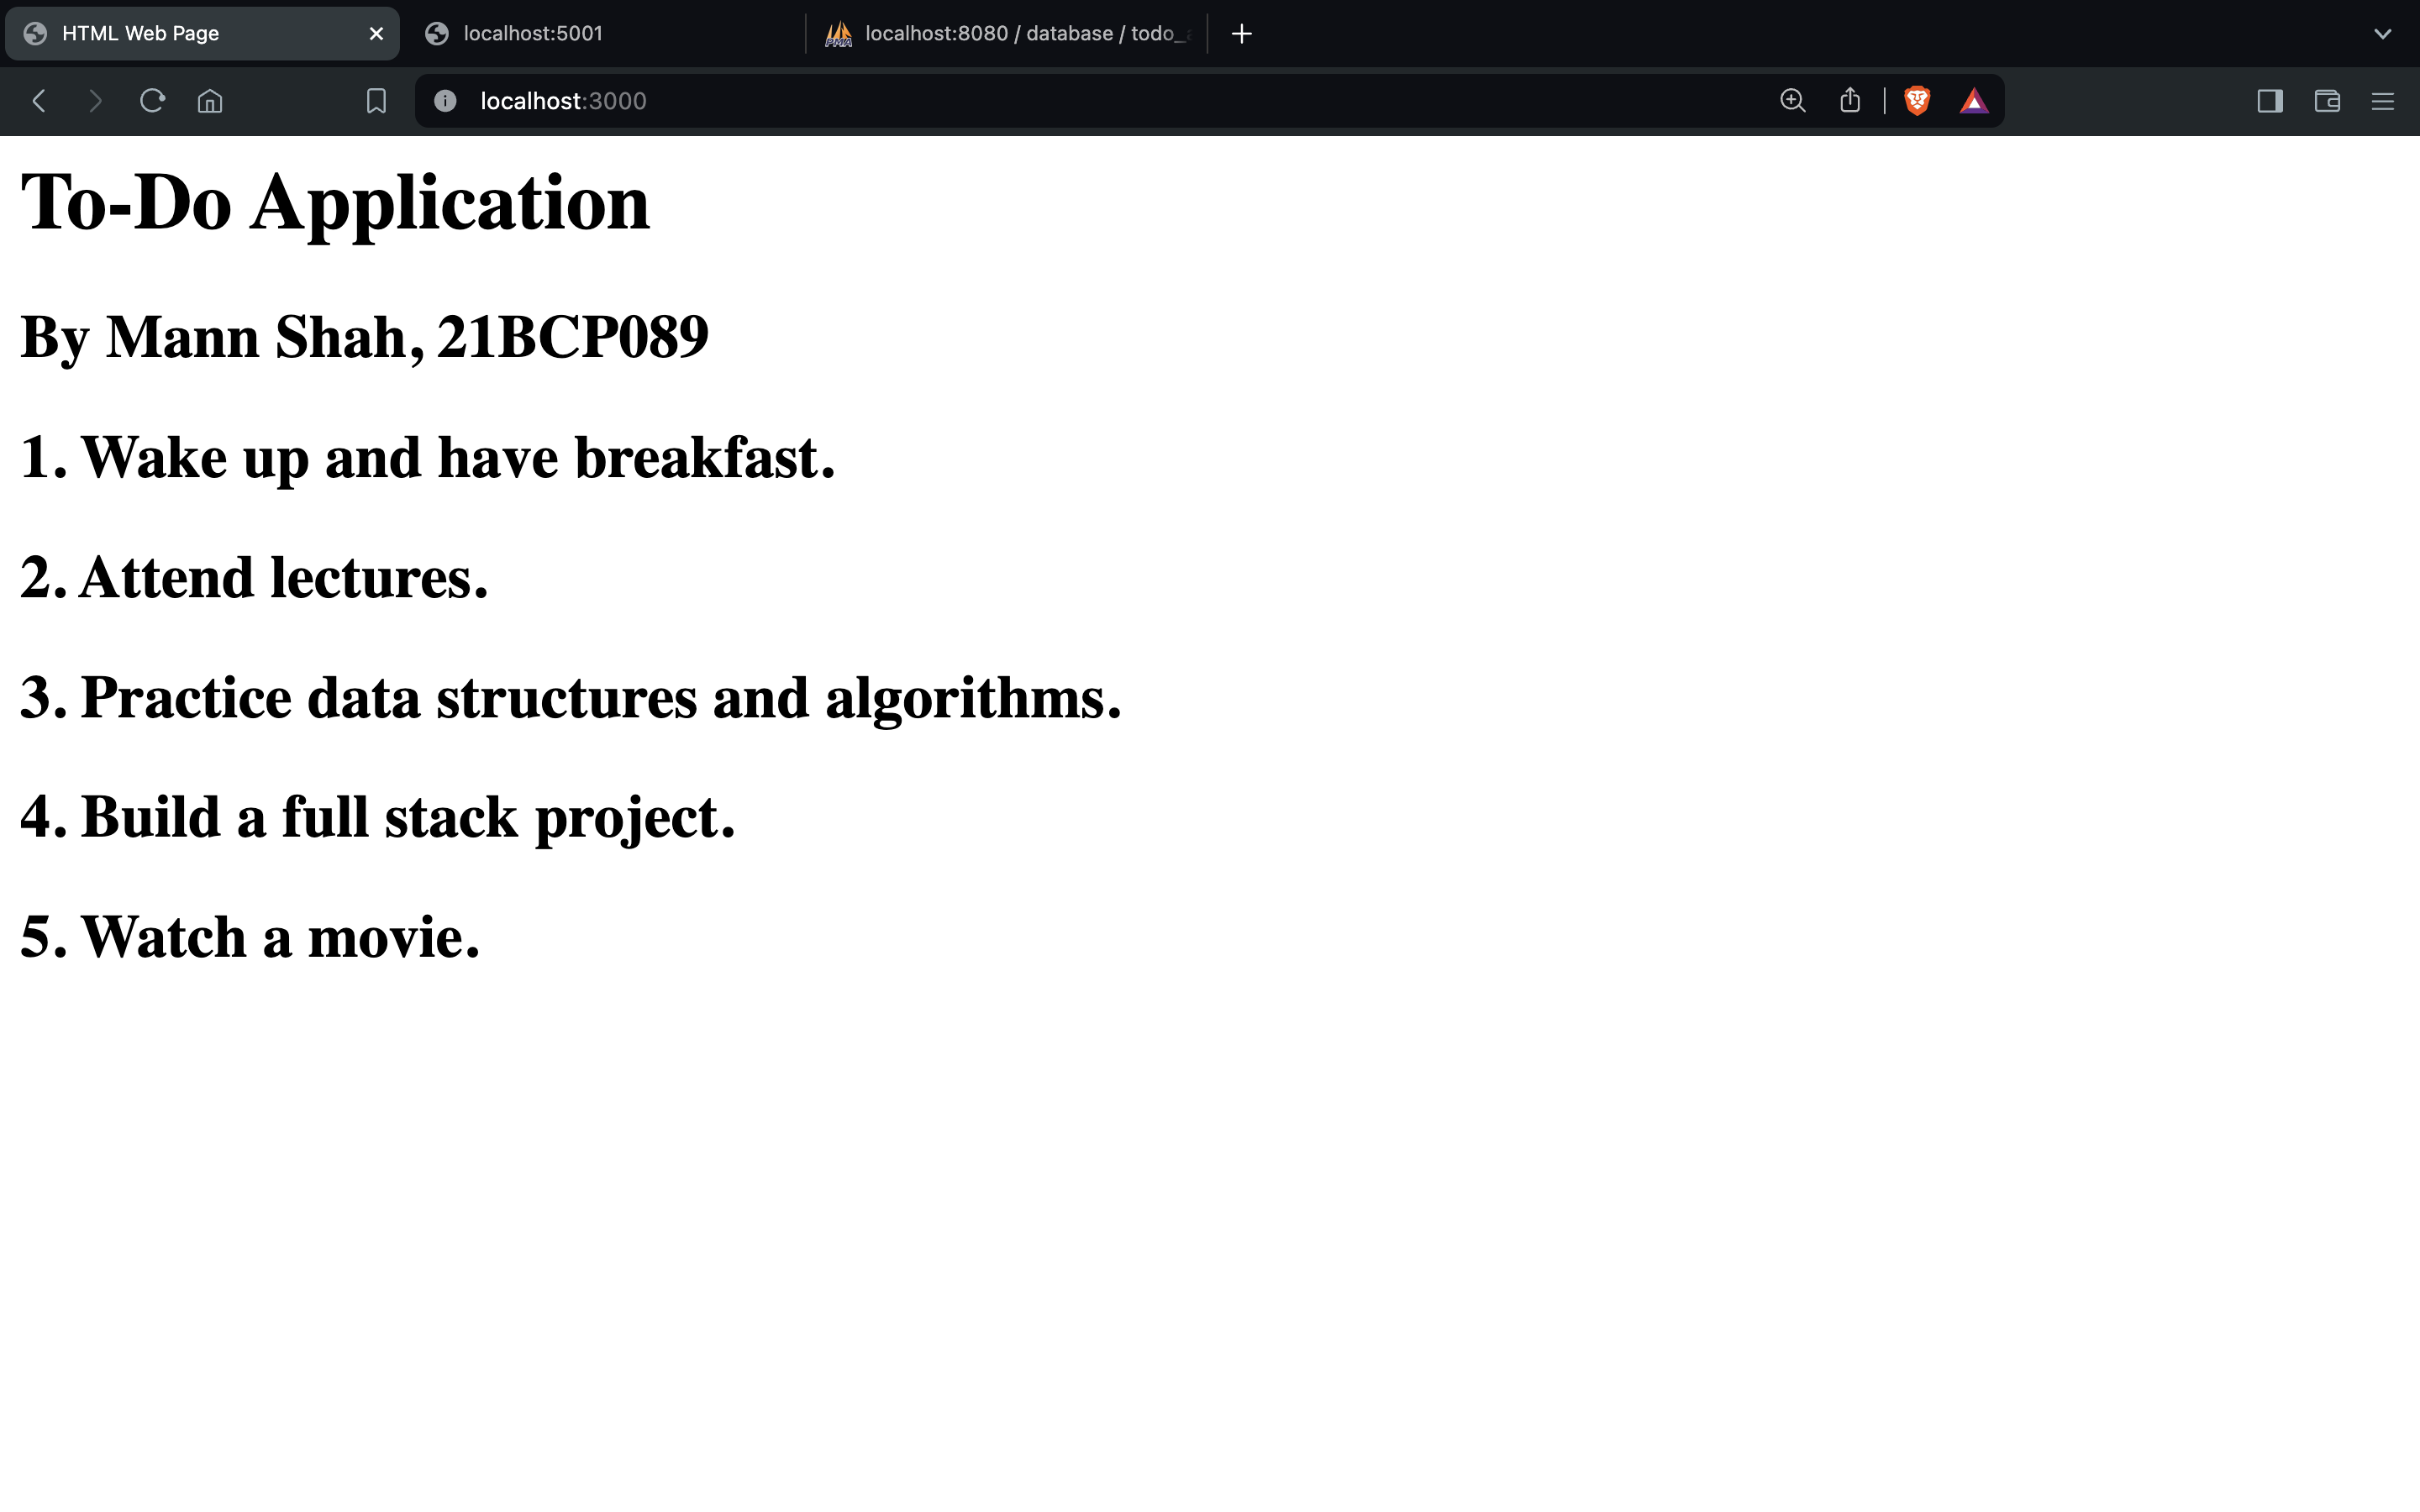 HTML Web Page
localhost:5001
localhost:8080 / database / todo_
localhost:3000
To-Do Application
By Mann Shah, 21BCP089
1. Wake up and have breakfast.
2. Attend lectures.
3. Practice data structures and algorithms.
4. Build a full stack project.
5. Watch a movie.